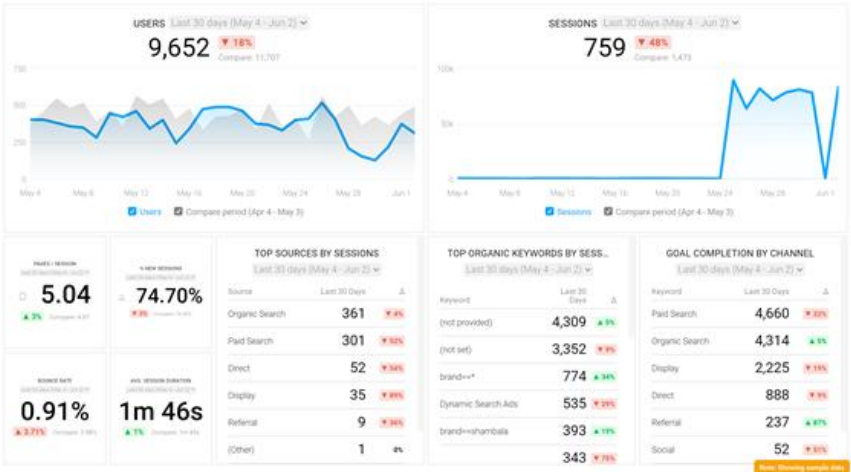 USERS Last 30 days (May 4 - Jun 2)
9,652 ▼ 18%
Compare: 11,707
750
500
250
0
May 4 May 8 May 12 May 16 May 20 May 24 May 28 Jun 1
Users Compare period (Apr 4 - May 3)
SESSIONS Last 30 days (May 4 - Jun 2)
759 ▼ 48%
Compare: 1,473
100k
50k
0
May 4 May 8 May 12 May 16 May 20 May 24 May 28 Jun 1
Sessions Compare period (Apr 4 - May 3)
PAGES / SESSION
5.04
▲ 3%
% NEW SESSIONS
74.70%
BOUNCE RATE
0.91%
▲ 3.71%
AVG. SESSION DURATION
1m 46s
▲ 1%
TOP SOURCES BY SESSIONS
Last 30 days (May 4 - Jun 2)
Source Last 30 Days Δ
Organic Search 361 ▼ 4%
Paid Search 301 ▼ 52%
Direct 52 ▼ 54%
Display 35 ▼ 89%
Referral 9 ▼ 36%
(Other) 1 0%
TOP ORGANIC KEYWORDS BY SESS...
Last 30 days (May 4 - Jun 2)
Keyword Last 30 Days Δ
(not provided) 4,309 ▲ 5%
(not set) 3,352 ▼ 9%
brand==* 774 ▲ 34%
Dynamic Search Ads 535 ▼ 29%
brand==shambala 393 ▲ 19%
343 ▼ 75%
GOAL COMPLETION BY CHANNEL
Last 30 days (May 4 - Jun 2)
Keyword Last 30 Days Δ
Paid Search 4,660 ▼ 22%
Organic Search 4,314 ▲ 5%
Display 2,225 ▼ 19%
Direct 888 ▼ 9%
Referral 237 ▲ 87%
Social 52 ▼ 51%
Note: Showing sample data